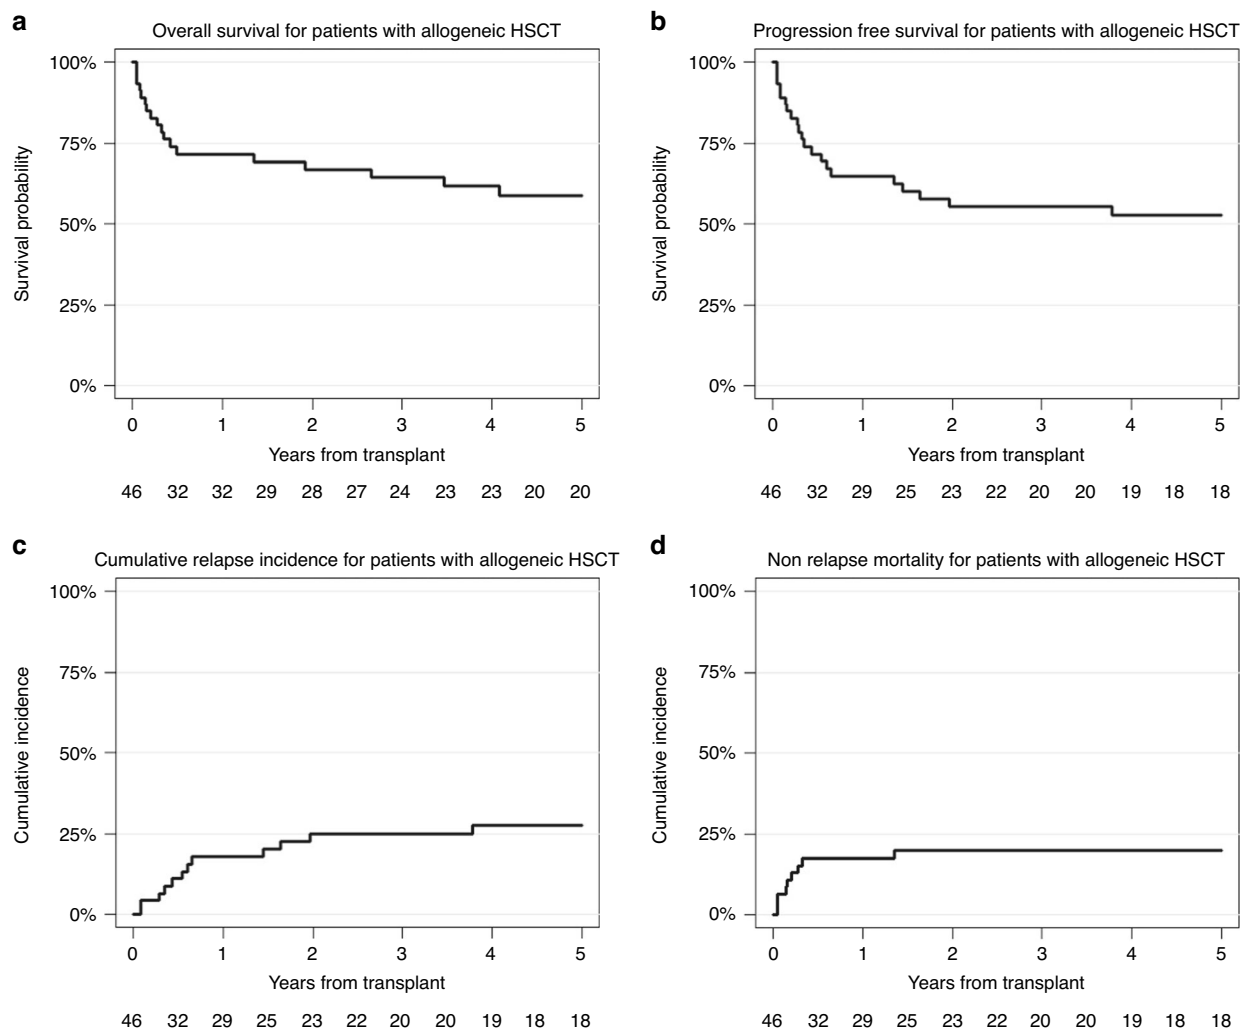 a
Overall survival for patients with allogeneic HSCT
100%
75%
50%
25%
0%
Survival probability
0 1 2 3 4 5
Years from transplant
46 32 32 29 28 27 24 23 23 20 20
b
Progression free survival for patients with allogeneic HSCT
100%
75%
50%
25%
0%
Survival probability
0 1 2 3 4 5
Years from transplant
46 32 29 25 23 22 20 20 19 18 18
c
Cumulative relapse incidence for patients with allogeneic HSCT
100%
75%
50%
25%
0%
Cumulative incidence
0 1 2 3 4 5
Years from transplant
46 32 29 25 23 22 20 20 19 18 18
d
Non relapse mortality for patients with allogeneic HSCT
100%
75%
50%
25%
0%
Cumulative incidence
0 1 2 3 4 5
Years from transplant
46 32 29 25 23 22 20 20 19 18 18